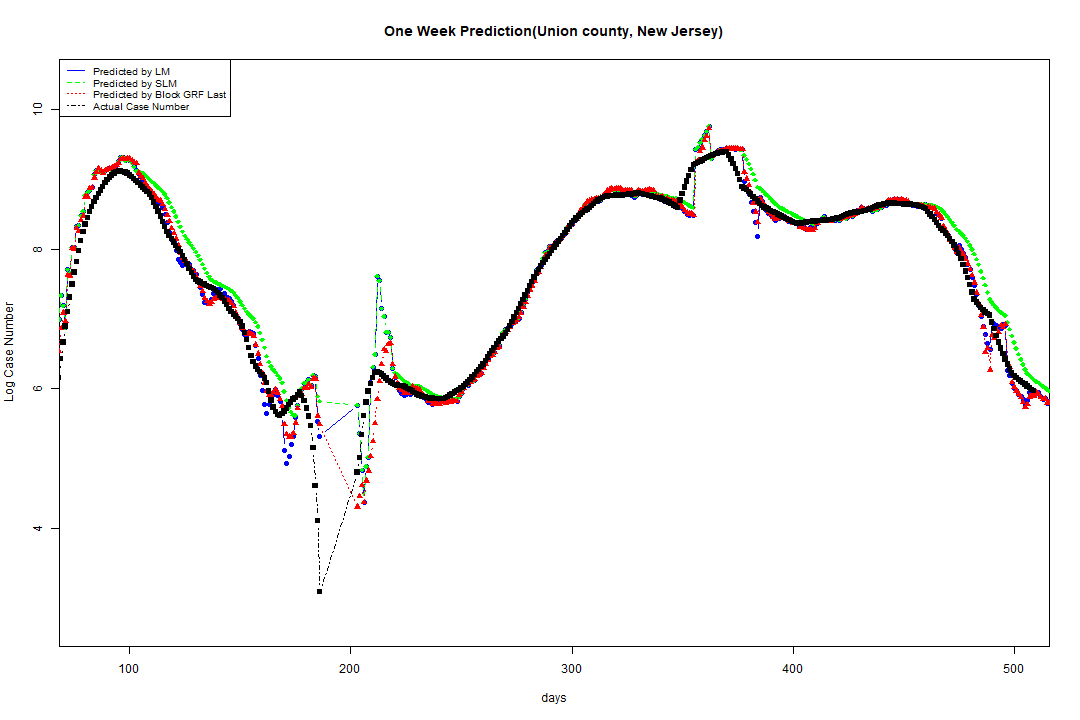 One Week Prediction(Union county, New Jersey)
Predicted by LM
Predicted by SLM
Predicted by Block GRF Last
Actual Case Number
Log Case Number
10
8
6
4
100 200 300 400 500
days